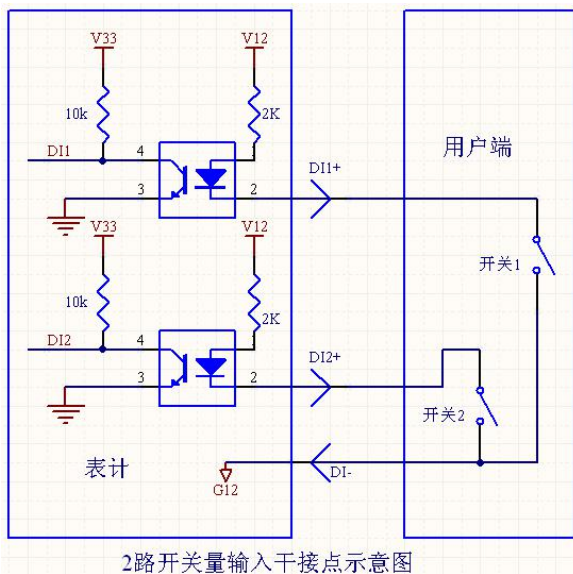 V33
V12
10k
2K
DI1
4
1
3
2
DI1+
用户端
V33
V12
开关1
10k
2K
DI2
4
1
3
2
DI2+
开关2
表计
G12
DI-
2路开关量输入干接点示意图